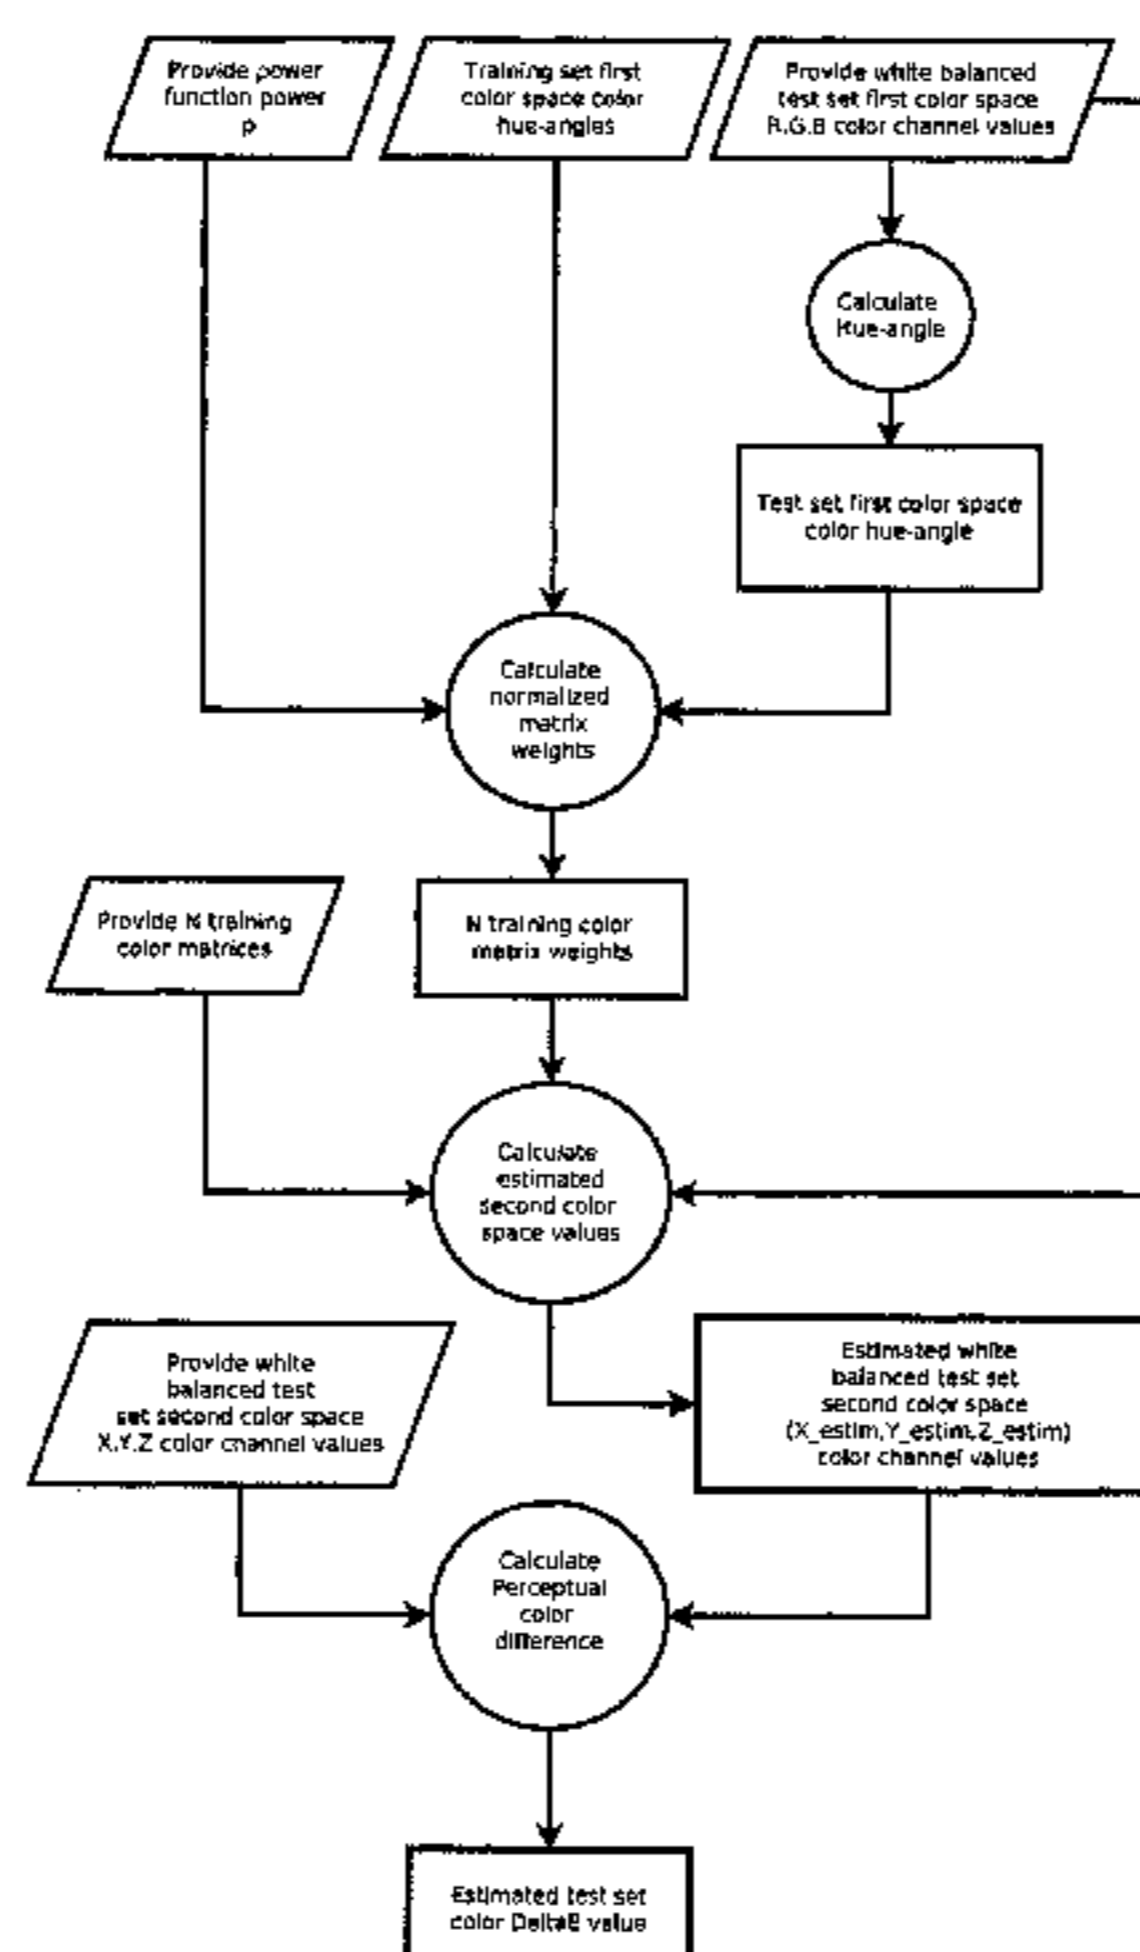 Provide power
function power
p
Training set first
color space color
hue-angles
Provide white balanced
test set first color space
R,G,B color channel values
Calculate
Hue-angle
Test set first color space
color hue-angle
Calculate
normalized
matrix
weights
Provide N training
color matrices
N training color
matrix weights
Calculate
estimated
second color
space values
Provide white
balanced test
set second color space
X,Y,Z color channel values
Estimated white
balanced test set
second color space
(X_estim,Y_estim,Z_estim)
color channel values
Calculate
Perceptual
color
difference
Estimated test set
color DeltaE value